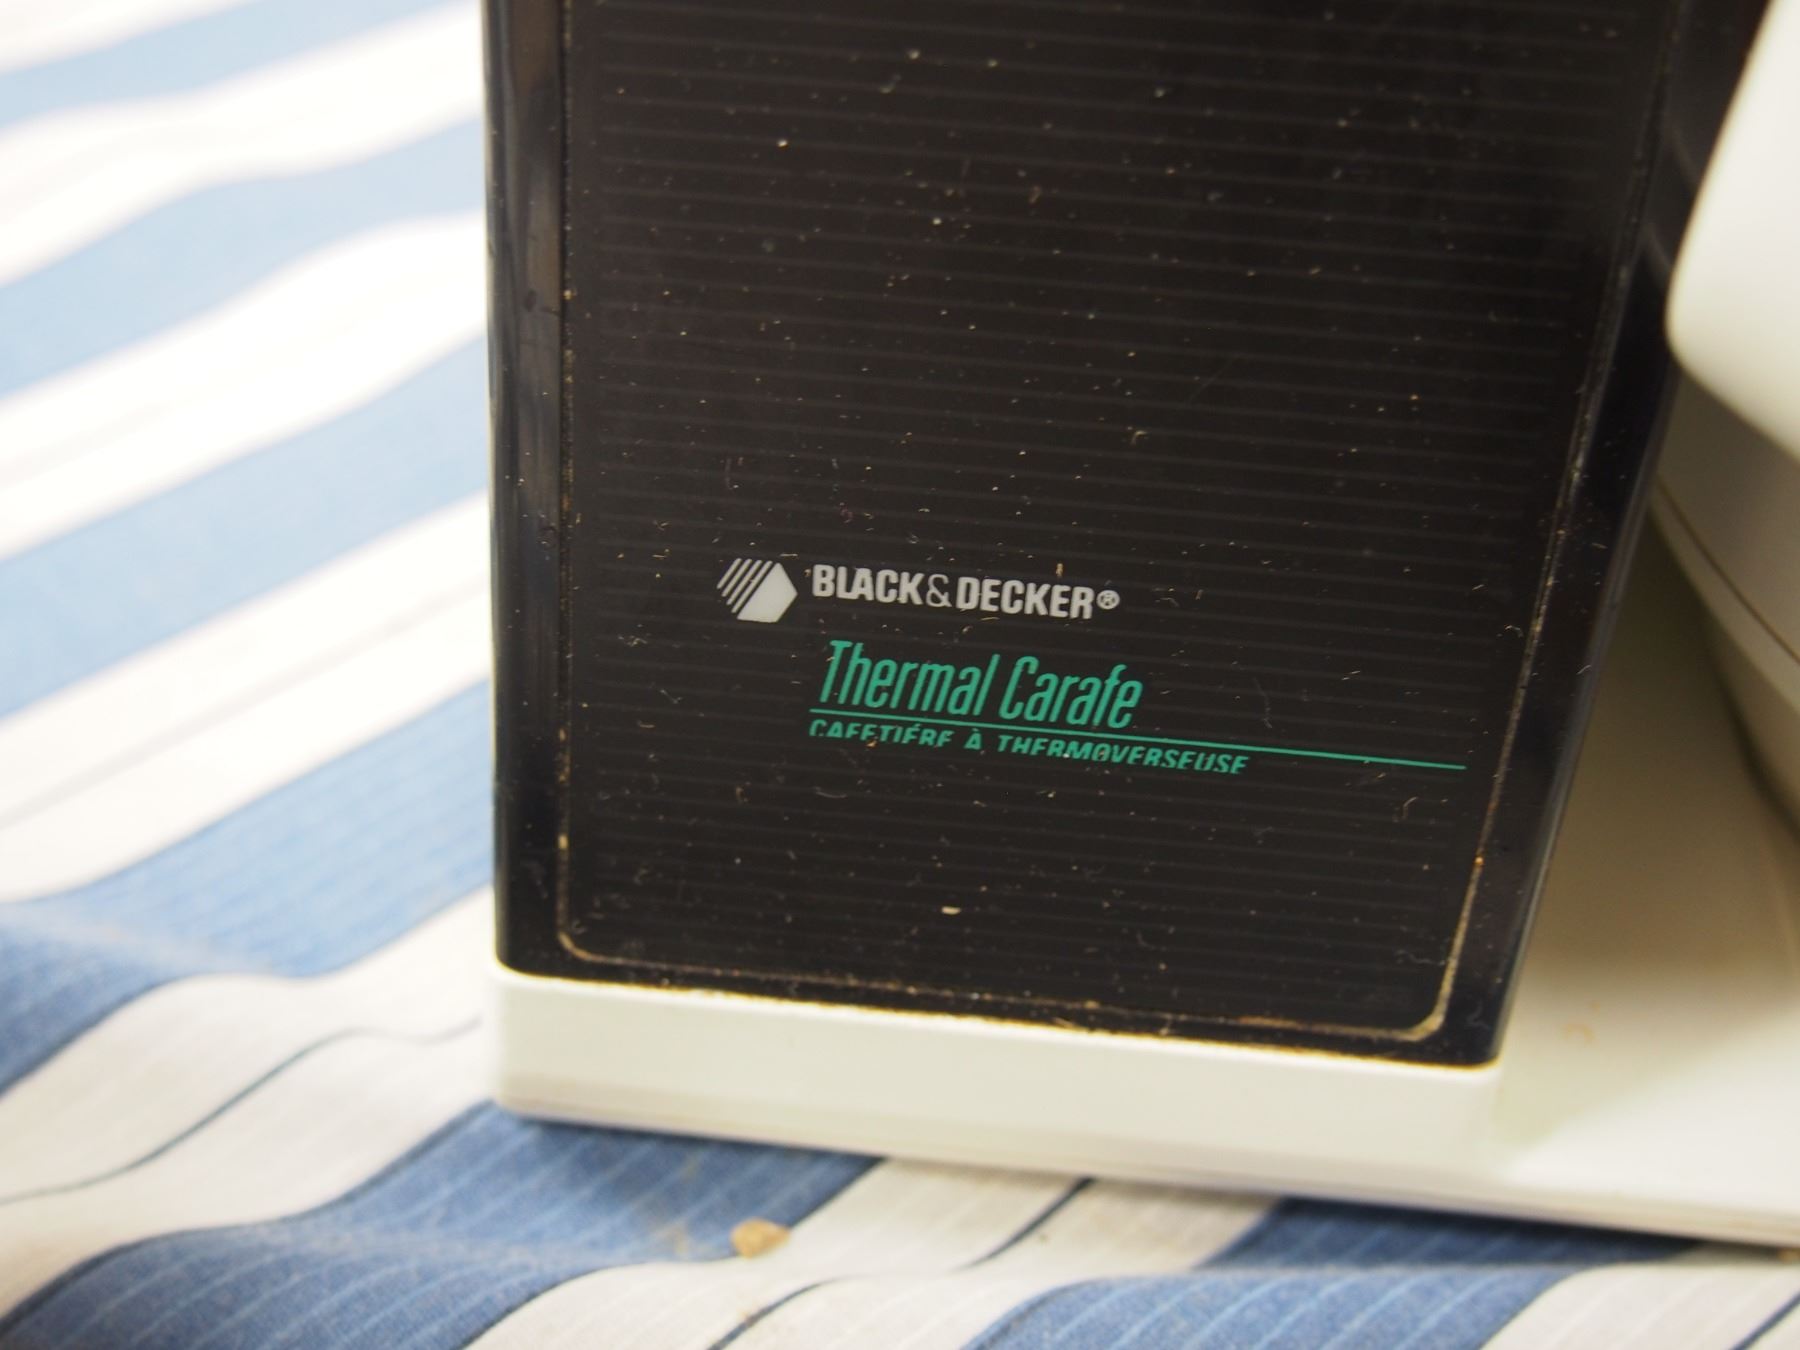 BLACK&DECKER®
Thermal Carafe
CAFETIÉRE À THERMOVERSEUSE